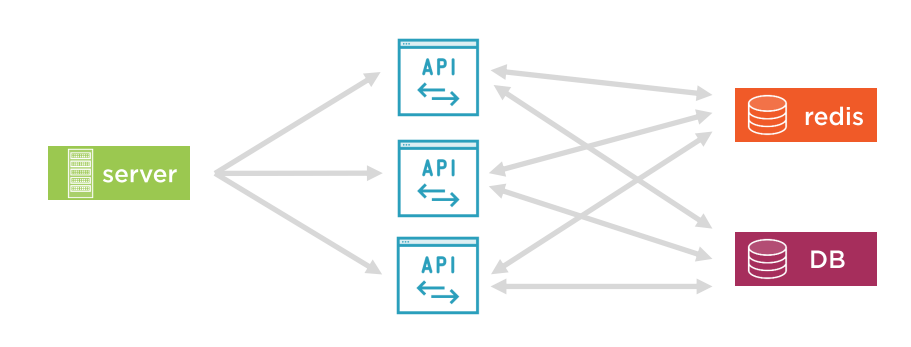 server
API
API
API
redis
DB